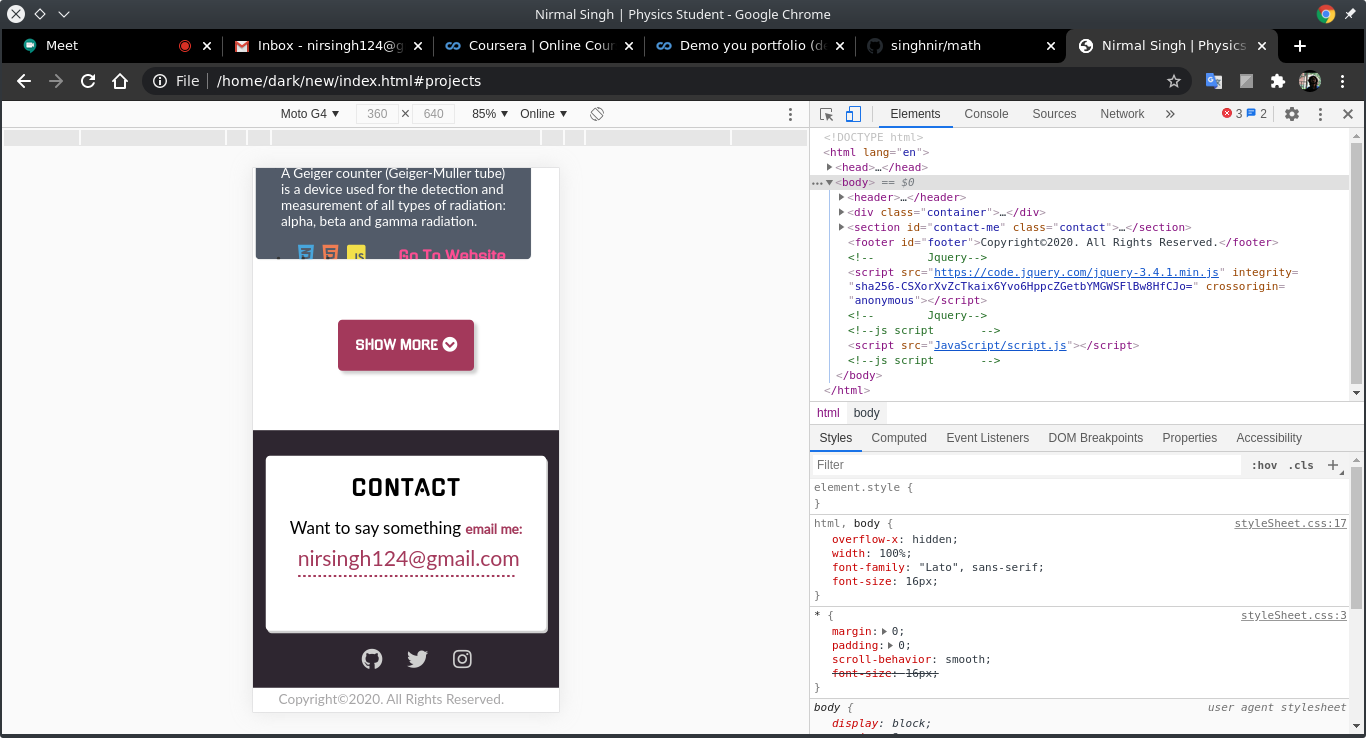 Nirmal Singh | Physics Student - Google Chrome
Meet
Inbox - nirsingh124@g
Coursera | Online Cour
Demo you portfolio (de
singhnir/math
Nirmal Singh | Physics
File
/home/dark/new/index.html#projects
Moto G4 ▼ 360 × 640 85% ▼ Online ▼
Elements Console Sources Network » 3 2
A Geiger counter (Geiger-Muller tube)
is a device used for the detection and
measurement of all types of radiation:
alpha, beta and gamma radiation.
JS Go To Website
SHOW MORE
CONTACT
Want to say something email me:
nirsingh124@gmail.com
Copyright©2020. All Rights Reserved.
<!DOCTYPE html>
<html lang="en">
<head>…</head>
<body> == $0
<header>…</header>
<div class="container">…</div>
<section id="contact-me" class="contact">…</section>
<footer id="footer">Copyright©2020. All Rights Reserved.</footer>
<!-- Jquery-->
<script src="https://code.jquery.com/jquery-3.4.1.min.js" integrity=
"sha256-CSXorXvZcTkaix6Yvo6HppcZGetbYMGWSFlBw8HfCJo=" crossorigin=
"anonymous"></script>
<!-- Jquery-->
<!--js script -->
<script src="JavaScript/script.js"></script>
<!--js script -->
</body>
</html>
html body
Styles Computed Event Listeners DOM Breakpoints Properties Accessibility
Filter :hov .cls +
element.style {
}
html, body { styleSheet.css:17
overflow-x: hidden;
width: 100%;
font-family: "Lato", sans-serif;
font-size: 16px;
}
* { styleSheet.css:3
margin: 0;
padding: 0;
scroll-behavior: smooth;
font-size: 16px;
}
body { user agent stylesheet
display: block;